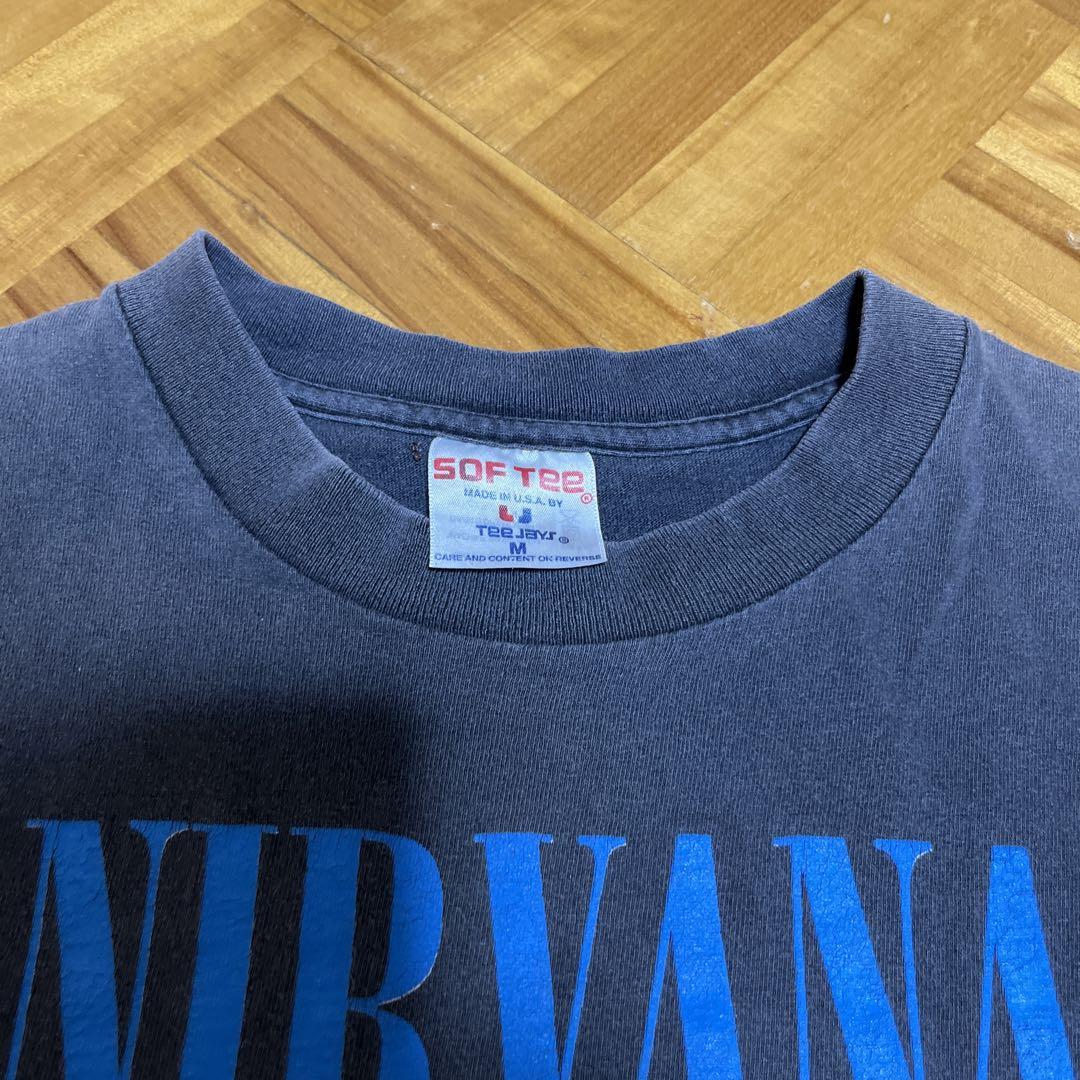 SOF Tee ®
MADE IN U.S.A. BY
Tee Jays ®
M
CARE AND CONTENT ON REVERSE
NIRVANA